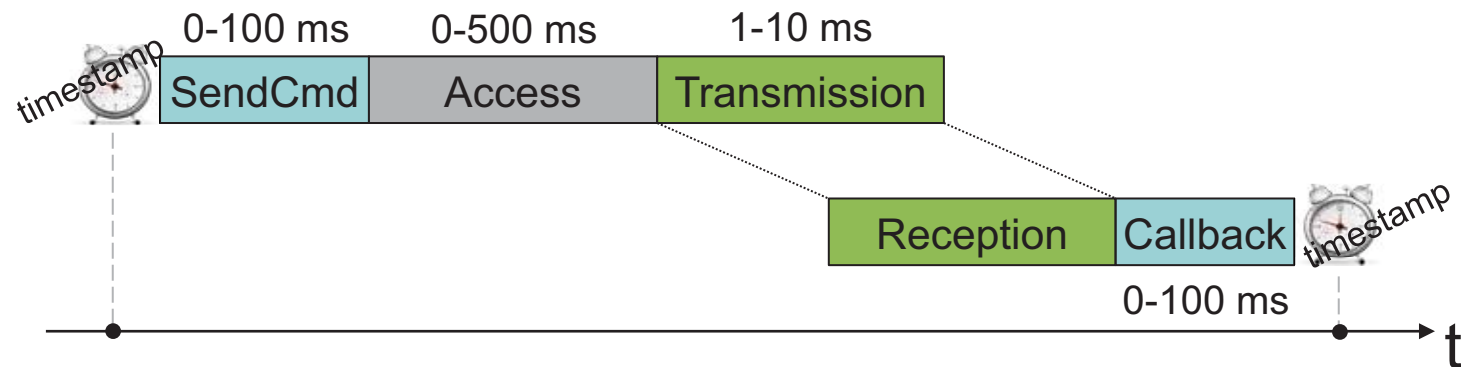 0-100 ms 0-500 ms 1-10 ms
timestamp SendCmd Access Transmission
Reception Callback timestamp
0-100 ms
t